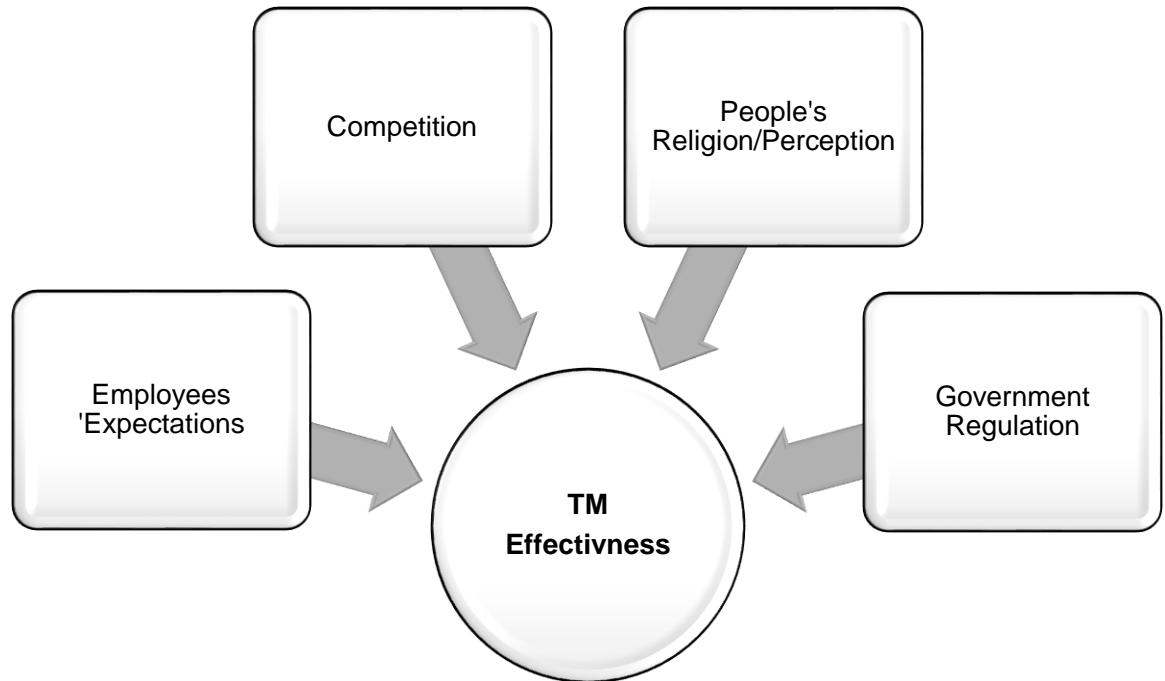 Competition
People's
Religion/Perception
Employees
'Expectations
Government
Regulation
TM
Effectivness